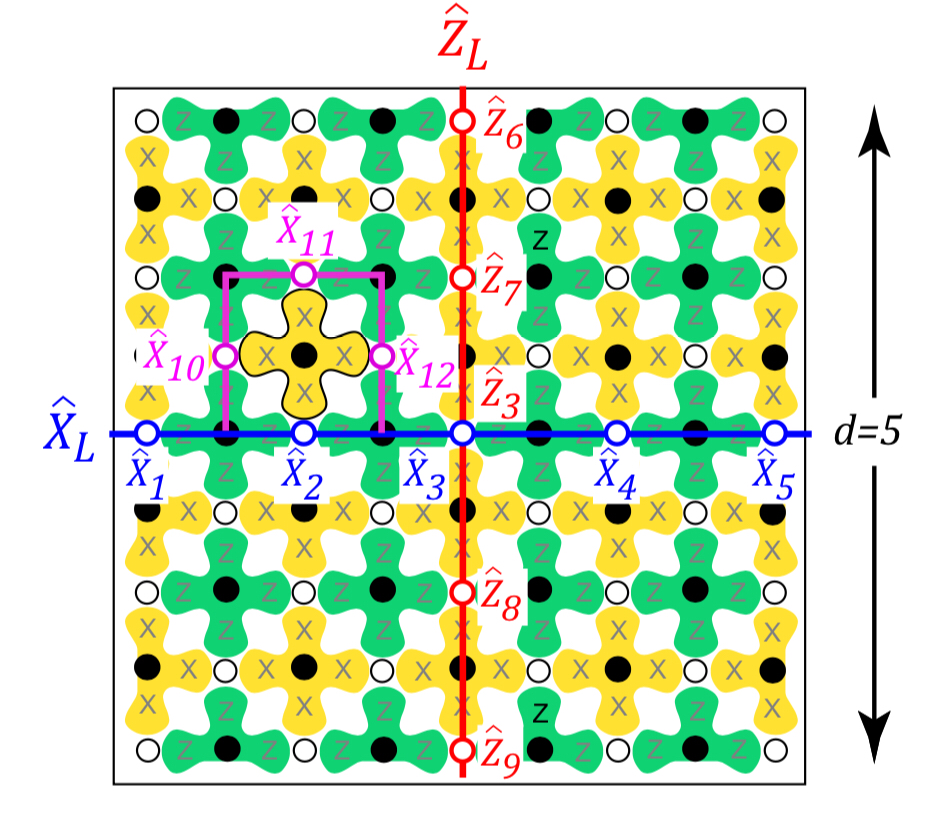 Ẑ_L
Z Z Z Z Ẑ_6 Z Z Z
X Z X Z X Z X Z X
X X X X X X X X
X Z X̂_11 Z X Z X Z X
Z Z Z Z Ẑ_7 Z Z Z
X Z X Z X Z X Z X
X̂_10 X X X̂_12 X X X X
X Z X Z X Ẑ_3 Z X Z X
X̂_L Z Z Z Z Z Z Z Z d=5
X̂_1 Z X̂_2 Z X̂_3 X Z X̂_4 Z X̂_5
X X X X X X X X
X Z X Z X Z X Z X
Z Z Z Z Ẑ_8 Z Z Z
X Z X Z X Z X Z X
X X X X X X X X
X Z X Z X Z X Z X
Z Z Z Z Ẑ_9 Z Z Z